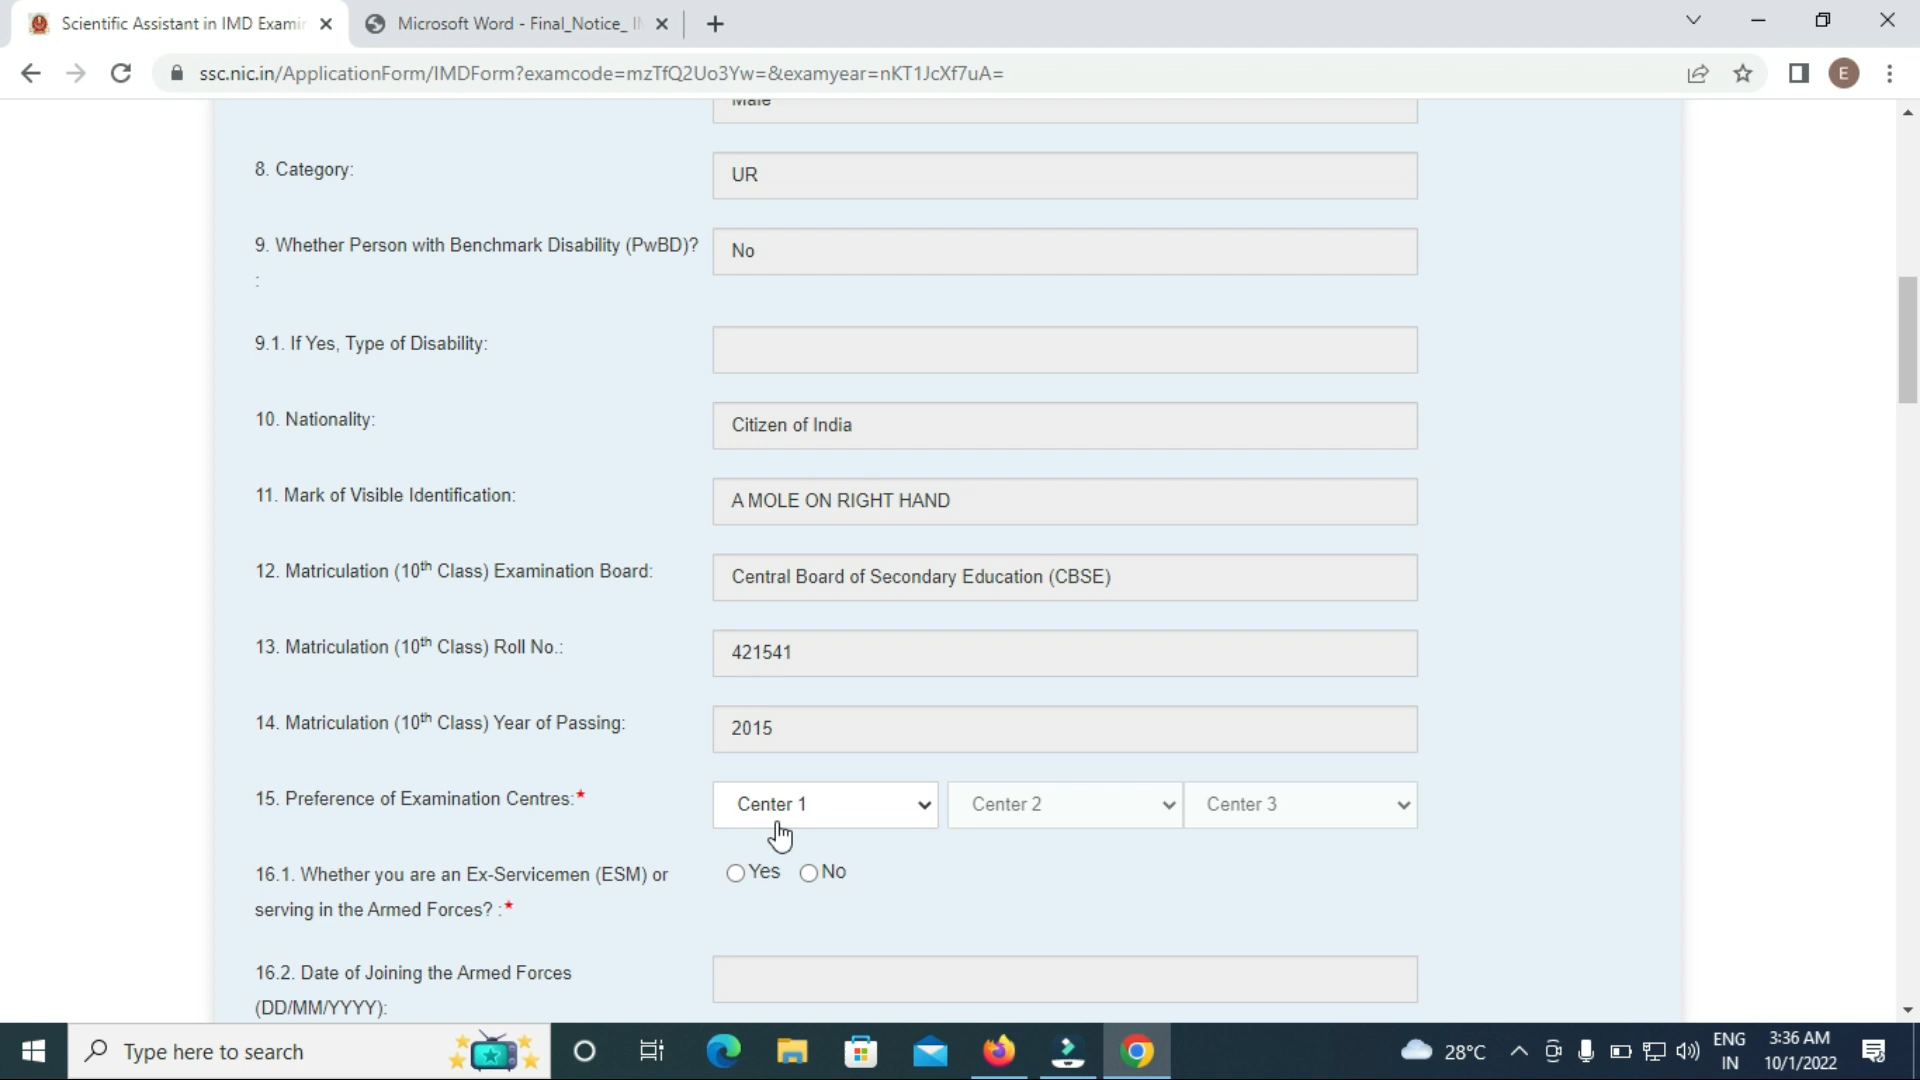 Scientific Assistant in IMD Exami
Microsoft Word - Final_Notice_ I
ssc.nic.in/ApplicationForm/IMDForm?examcode=mzTfQ2Uo3Yw=&examyear=nKT1JcXf7uA=
E
Male
8. Category:
UR
9. Whether Person with Benchmark Disability (PwBD)?
:
No
9.1. If Yes, Type of Disability:
10. Nationality:
Citizen of India
11. Mark of Visible Identification:
A MOLE ON RIGHT HAND
12. Matriculation (10th Class) Examination Board:
Central Board of Secondary Education (CBSE)
13. Matriculation (10th Class) Roll No.:
421541
14. Matriculation (10th Class) Year of Passing:
2015
15. Preference of Examination Centres:*
Center 1
Center 2
Center 3
16.1. Whether you are an Ex-Servicemen (ESM) or
serving in the Armed Forces? :*
Yes No
16.2. Date of Joining the Armed Forces
(DD/MM/YYYY):
Type here to search
28°C
ENG
IN
3:36 AM
10/1/2022